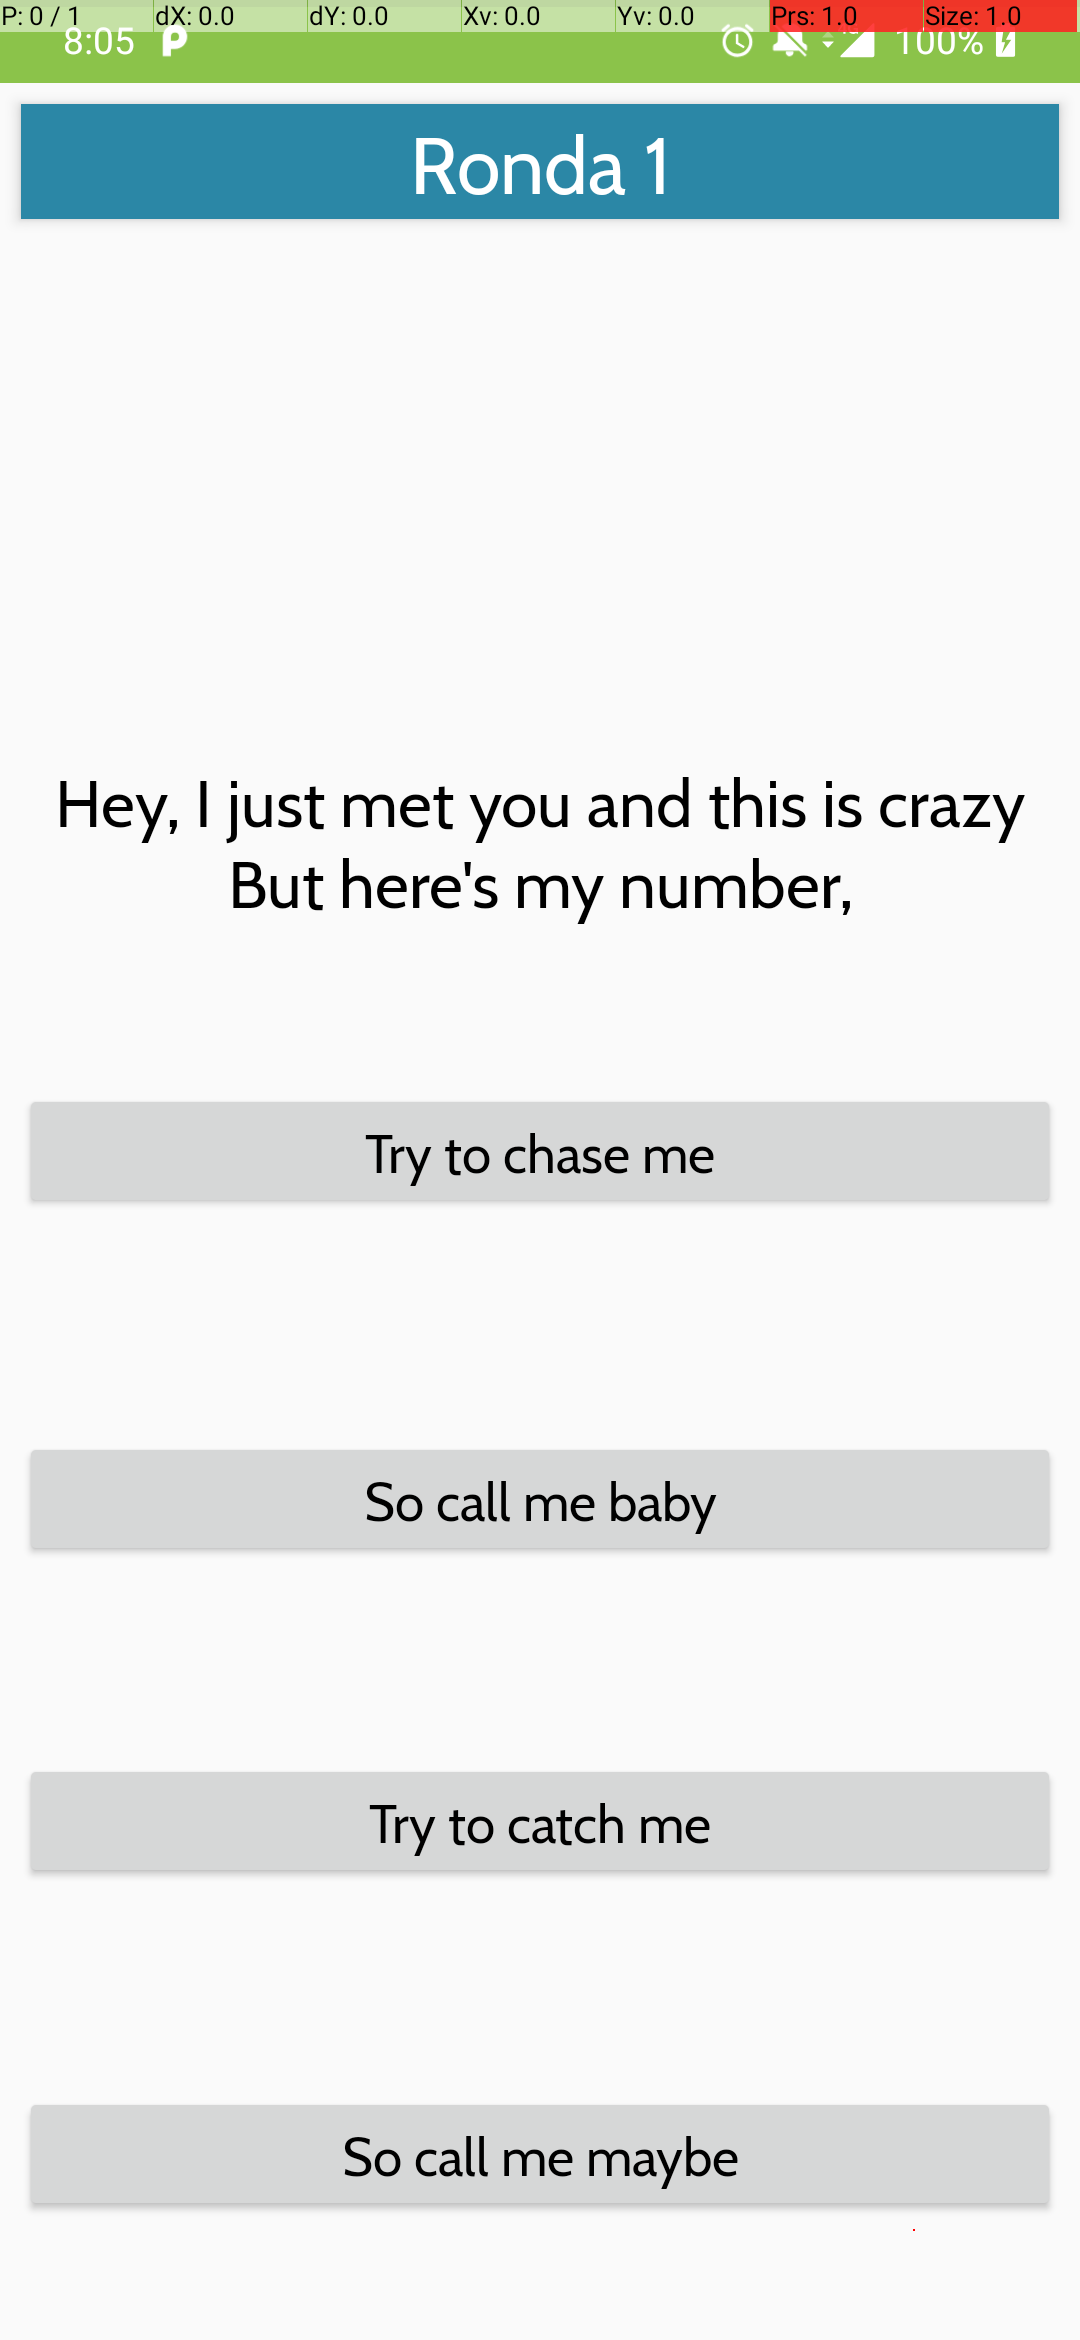 P: 0 / 1 dX: 0.0 dY: 0.0 Xv: 0.0 Yv: 0.0 Prs: 1.0 Size: 1.0
8:05 100%
Ronda 1
Hey, I just met you and this is crazy
But here's my number,
Try to chase me
So call me baby
Try to catch me
So call me maybe